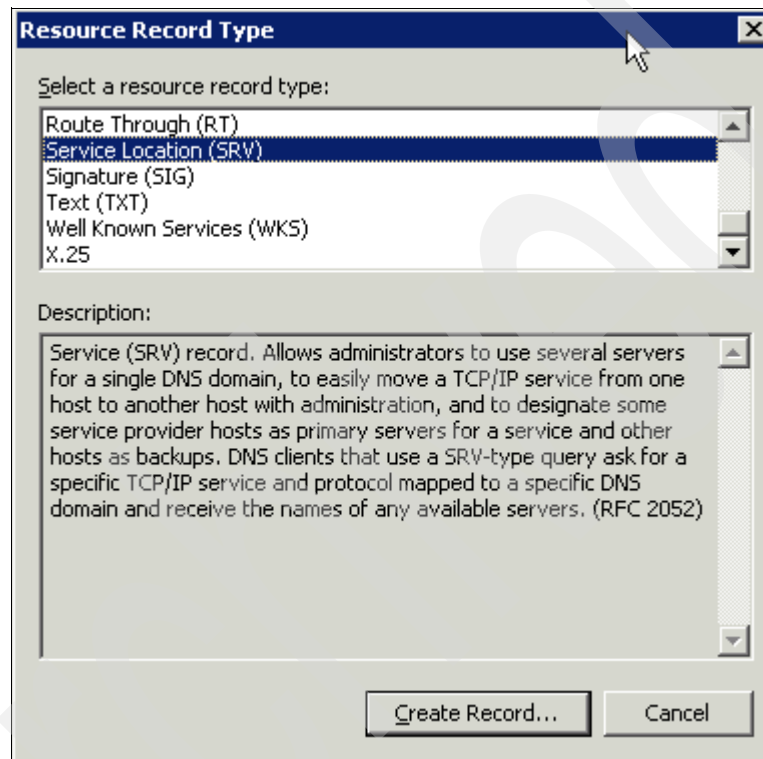 Resource Record Type
Select a resource record type:
Route Through (RT)
Service Location (SRV)
Signature (SIG)
Text (TXT)
Well Known Services (WKS)
X.25
Description:
Service (SRV) record. Allows administrators to use several servers
for a single DNS domain, to easily move a TCP/IP service from one
host to another host with administration, and to designate some
service provider hosts as primary servers for a service and other
hosts as backups. DNS clients that use a SRV-type query ask for a
specific TCP/IP service and protocol mapped to a specific DNS
domain and receive the names of any available servers. (RFC 2052)
Create Record...
Cancel